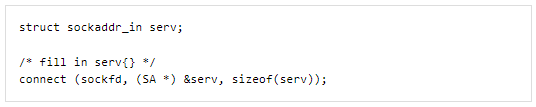 struct sockaddr_in serv;
/* fill in serv{} */
connect (sockfd, (SA *) &serv, sizeof(serv));